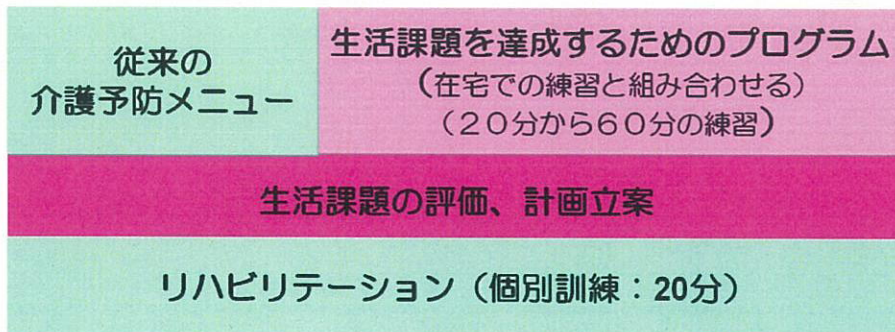 従来の
介護予防メニュー
生活課題を達成するためのプログラム
(在宅での練習と組み合わせる)
(20分から60分の練習)
生活課題の評価、計画立案
リハビリテーション(個別訓練:20分)